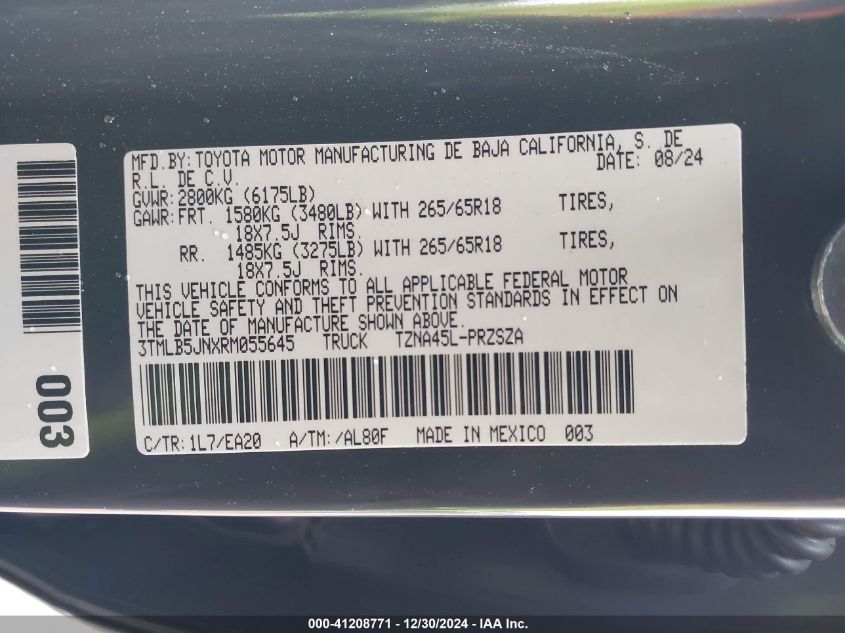 MFD. BY: TOYOTA MOTOR MANUFACTURING DE BAJA CALIFORNIA, S. DE
R.L. DE C.V. DATE: 08/24
GVWR: 2800KG (6175LB)
GAWR: FRT. 1580KG (3480LB) WITH 265/65R18 TIRES,
18X7.5J RIMS.
RR. 1485KG (3275LB) WITH 265/65R18 TIRES,
18X7.5J RIMS.
THIS VEHICLE CONFORMS TO ALL APPLICABLE FEDERAL MOTOR
VEHICLE SAFETY AND THEFT PREVENTION STANDARDS IN EFFECT ON
THE DATE OF MANUFACTURE SHOWN ABOVE.
3TMLB5JNXRM055645 TRUCK TZNA45L-PRZSZA
C/TR: 1L7/EA20 A/TM: /AL80F MADE IN MEXICO 003
003
000-41208771 - 12/30/2024 - IAA Inc.